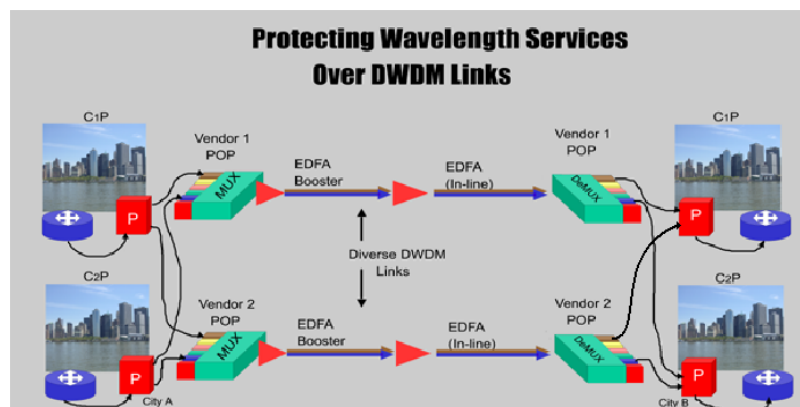 Protecting Wavelength Services
Over DWDM Links
C1P
Vendor 1
POP
EDFA
Booster
EDFA
(In-line)
Vendor 1
POP
C1P
MUX
DeMUX
P
P
Diverse DWDM
Links
C2P
Vendor 2
POP
EDFA
Booster
EDFA
(In-line)
Vendor 2
POP
C2P
MUX
DeMUX
P
P
City A
City B